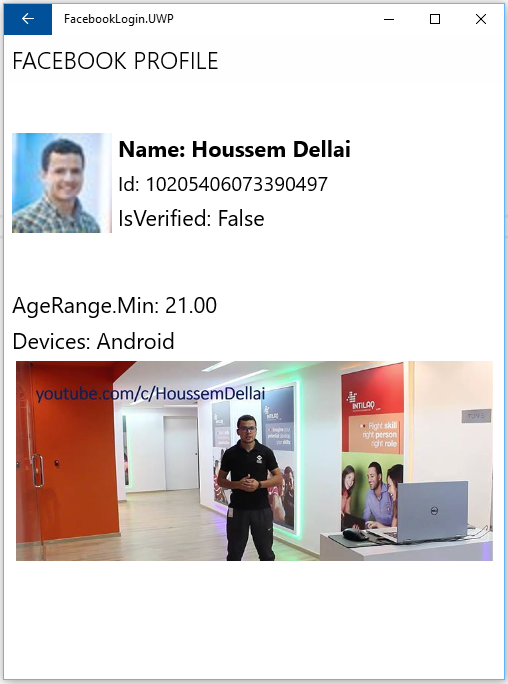 FacebookLogin.UWP
FACEBOOK PROFILE
Name: Houssem Dellai
Id: 10205406073390497
IsVerified: False
AgeRange.Min: 21.00
Devices: Android
youtube.com/c/HoussemDellai
INTILAQ
Right skill
right person
right role
DELL